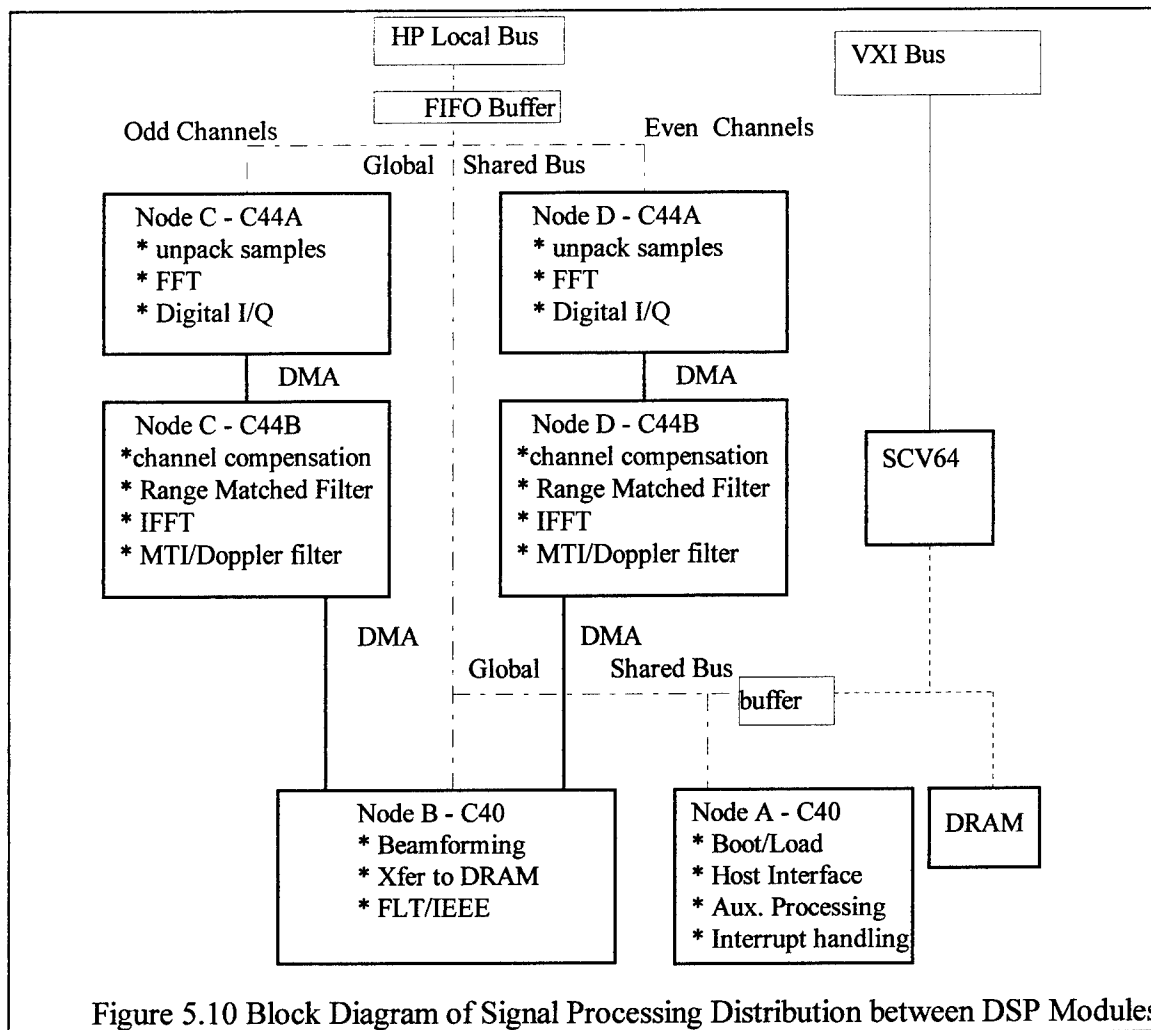 HP Local Bus
VXI Bus
FIFO Buffer
Odd Channels
Even Channels
Global Shared Bus
Node C - C44A
* unpack samples
* FFT
* Digital I/Q
Node D - C44A
* unpack samples
* FFT
* Digital I/Q
DMA
DMA
Node C - C44B
*channel compensation
* Range Matched Filter
* IFFT
* MTI/Doppler filter
Node D - C44B
*channel compensation
* Range Matched Filter
* IFFT
* MTI/Doppler filter
SCV64
DMA
DMA
Global Shared Bus
buffer
Node B - C40
* Beamforming
* Xfer to DRAM
* FLT/IEEE
Node A - C40
* Boot/Load
* Host Interface
* Aux. Processing
* Interrupt handling
DRAM
Figure 5.10 Block Diagram of Signal Processing Distribution between DSP Modules